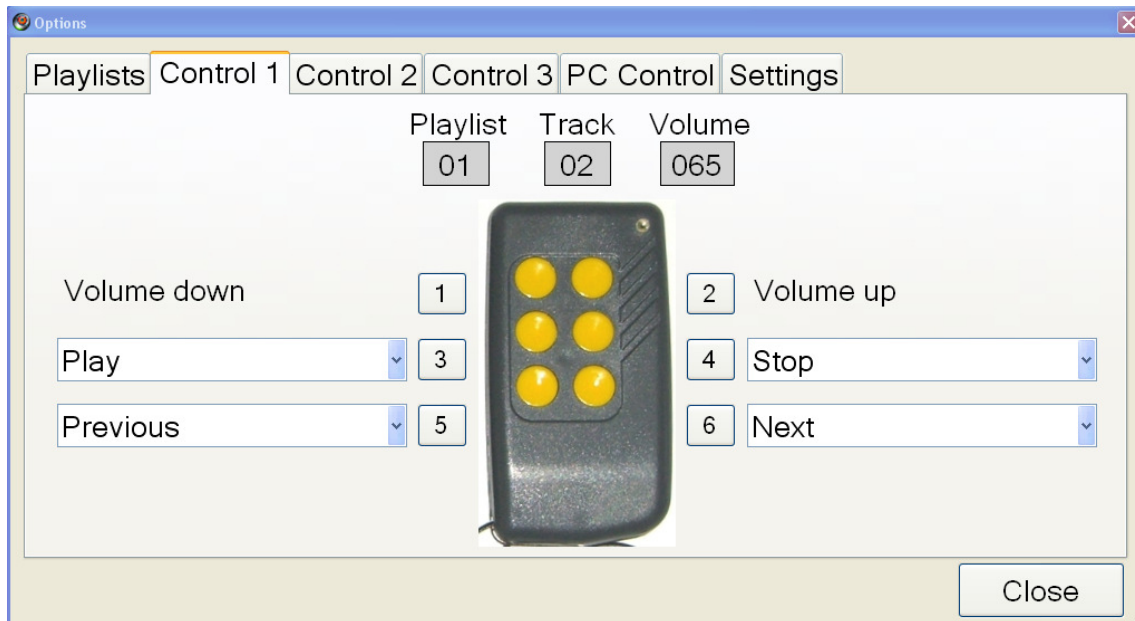 Options
Playlists Control 1 Control 2 Control 3 PC Control Settings
Playlist Track Volume
01 02 065
Volume down 1 2 Volume up
Play 3 4 Stop
Previous 5 6 Next
Close